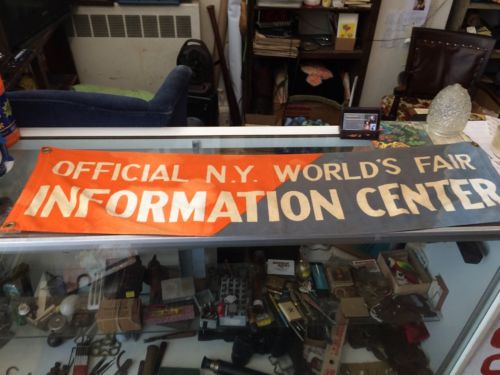 OFFICIAL N.Y. WORLD'S FAIR
INFORMATION CENTER